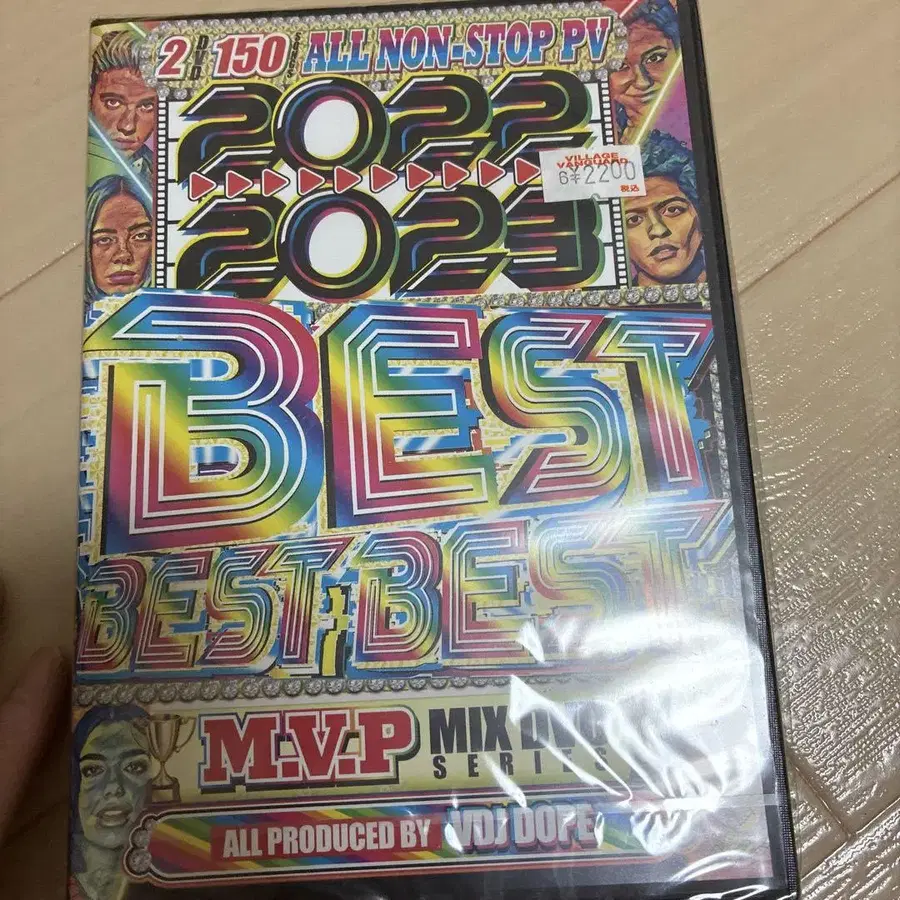 2 DVD 150 SONGS ALL NON-STOP PV
2022
VILLAGE
VANGUARD
6 ¥2200
税込
2023
BEST
BEST BEST
M.V.P MIX DVD
SERIES
ALL PRODUCED BY VDJ DOPE